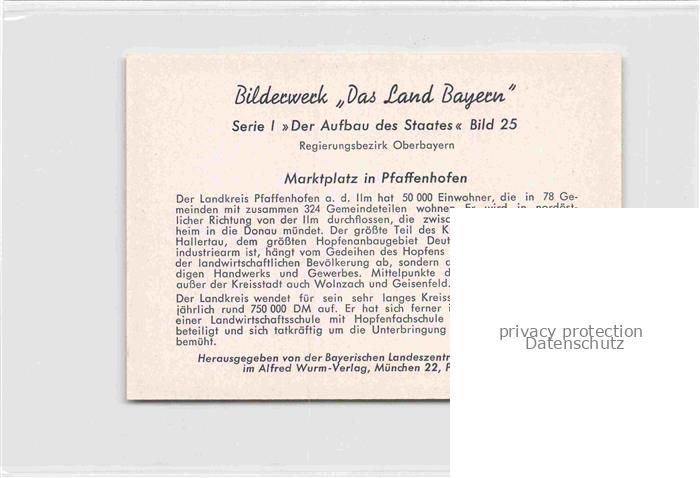 Bilderwerk „Das Land Bayern"
Serie I »Der Aufbau des Staates« Bild 25
Regierungsbezirk Oberbayern
Marktplatz in Pfaffenhofen
Der Landkreis Pfaffenhofen a. d. Ilm hat 50 000 Einwohner, die in 78 Ge-
meinden mit zusammen 324 Gemeindeteilen wohnen. Er wird in nordöst-
licher Richtung von der Ilm durchflossen, die
heim in die Donau mündet. Der größte Teil des
Hallertau, dem größten Hopfenanbaugebiet
industriearm ist, hängt vom Gedeihen des Hopfens
der landwirtschaftlichen Bevölkerung ab, sondern
digen Handwerks und Gewerbes. Mittelpunkte
außer der Kreisstadt auch Wolnzach und Geisenfeld.
Der Landkreis wendet für sein sehr langes
jährlich rund 750 000 DM auf. Er hat sich ferner
einer Landwirtschaftsschule mit Hopfenfachschule
beteiligt und sich tatkräftig um die Unterbringung
bemüht.
Herausgegeben von der Bayerischen
im Alfred Wurm-Verlag, München 22,
privacy protection
Datenschutz